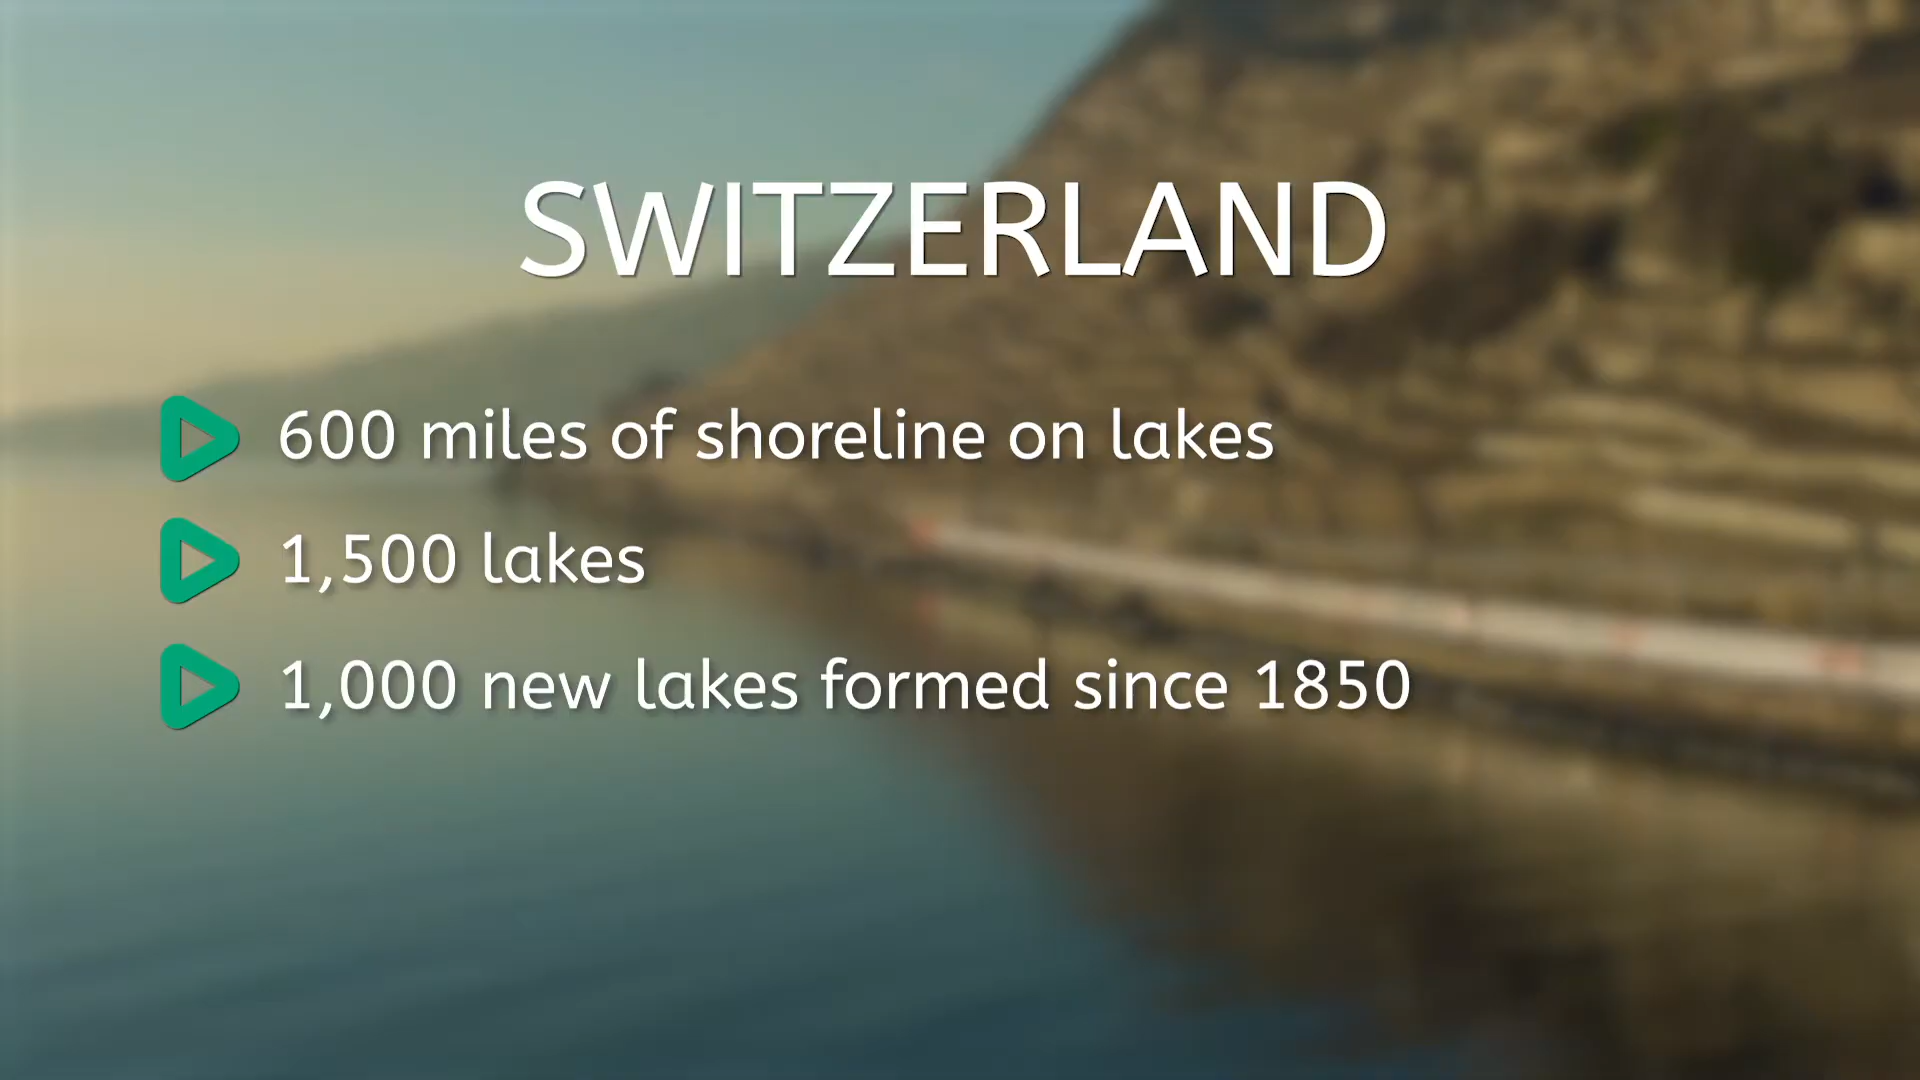 SWITZERLAND
600 miles of shoreline on lakes
1,500 lakes
1,000 new lakes formed since 1850